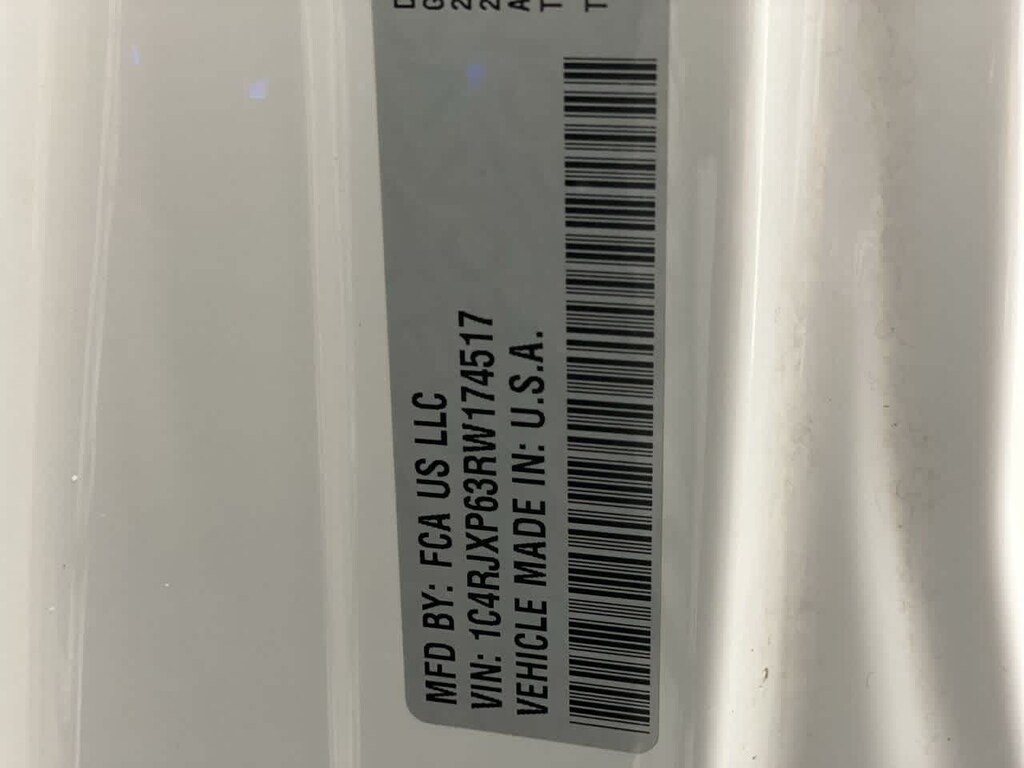 MFD BY: FCA US LLC
VIN: 1C4RJXP63RW174517
VEHICLE MADE IN: U.S.A.